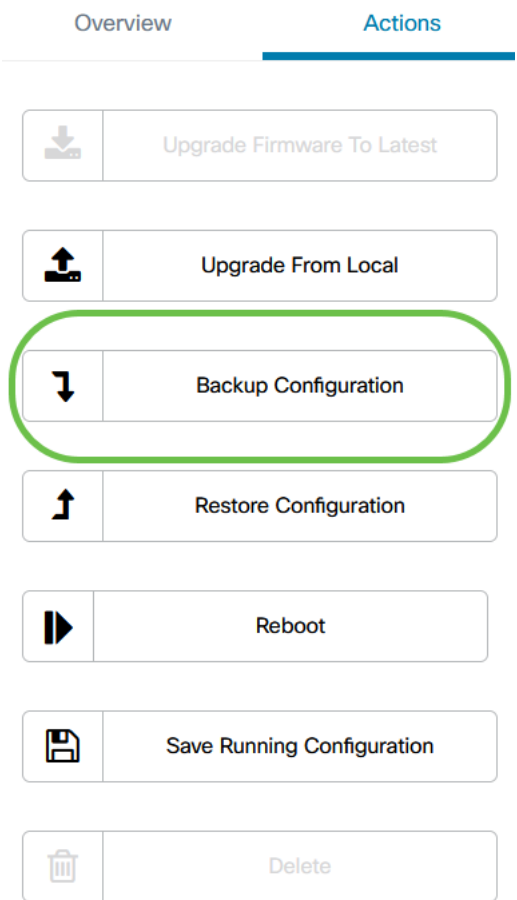 Overview Actions
Upgrade Firmware To Latest
Upgrade From Local
Backup Configuration
Restore Configuration
Reboot
Save Running Configuration
Delete